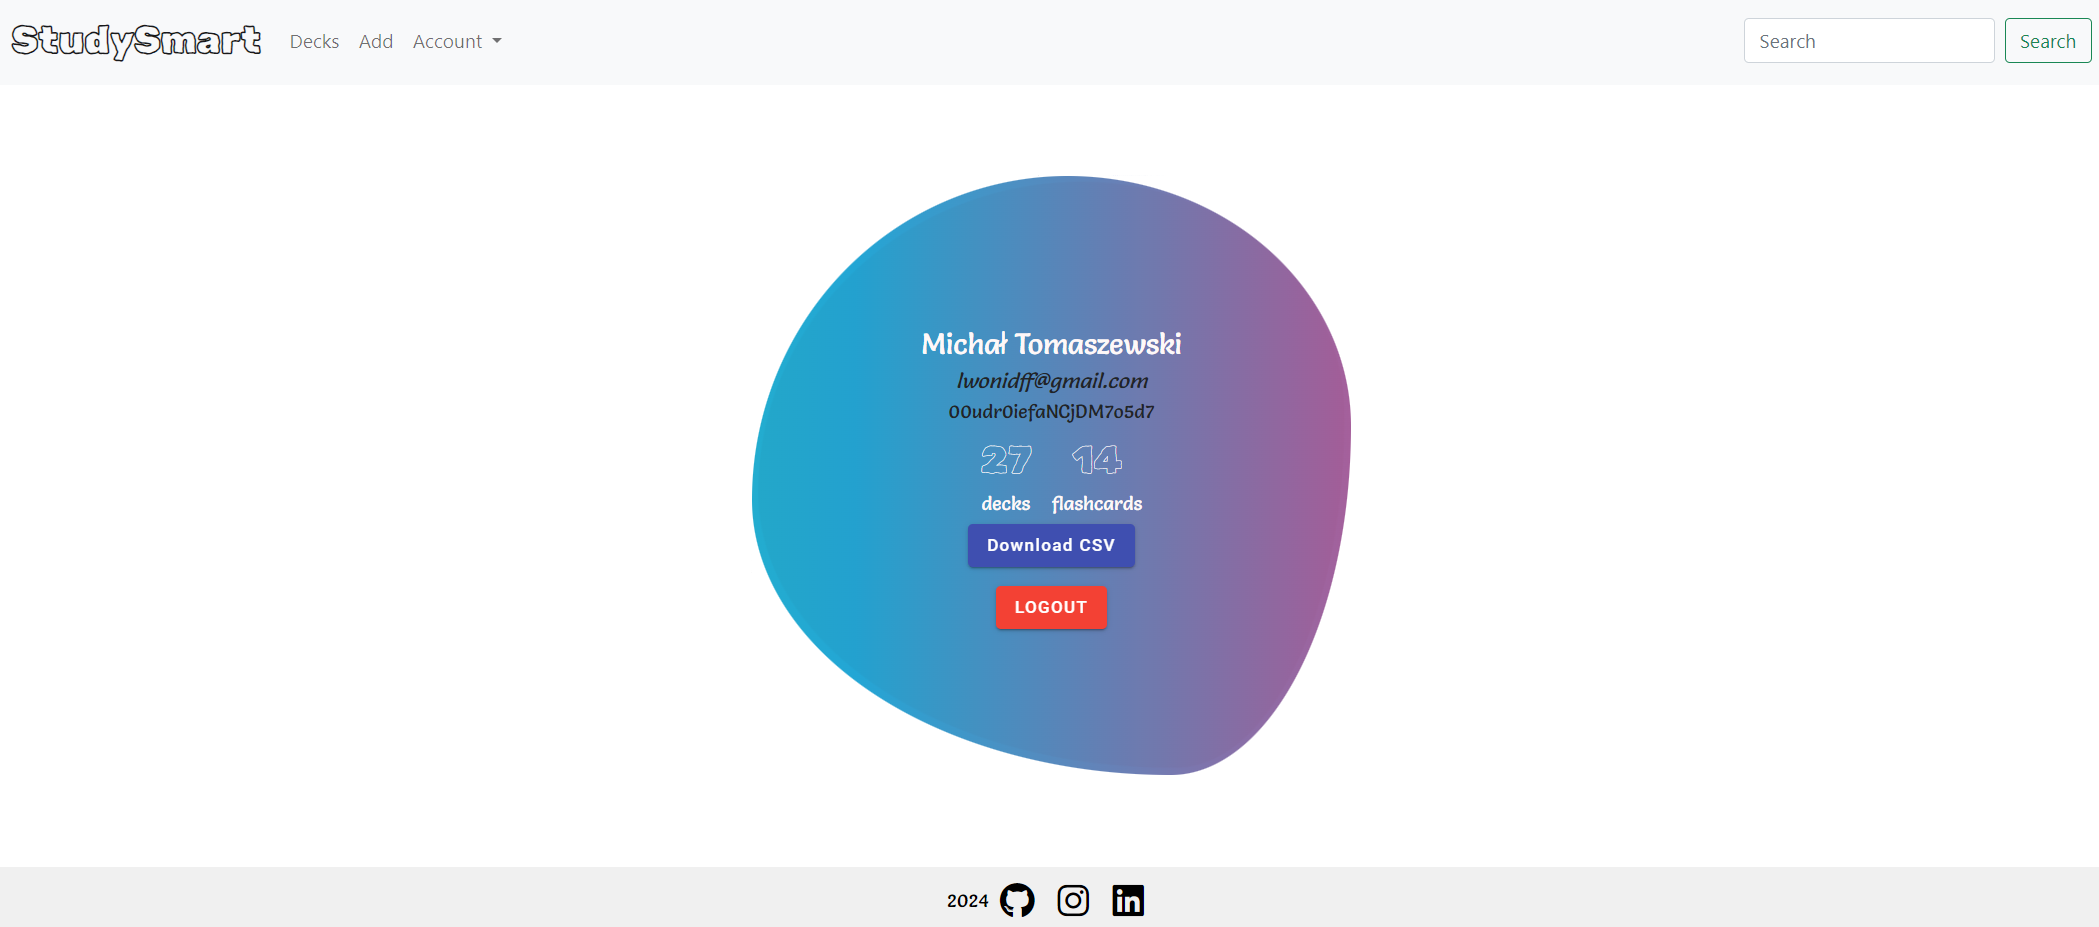 StudySmart Decks Add Account Search Search
Michał Tomaszewski
lwonidff@gmail.com
00udr0iefaNCjDM7o5d7
27 14
decks flashcards
Download CSV
LOGOUT
2024